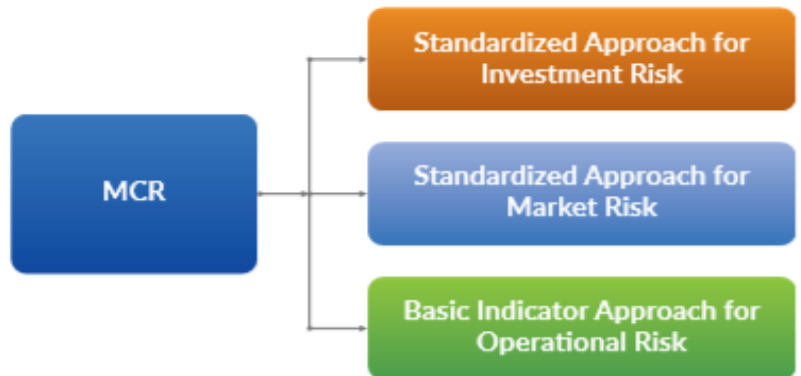 MCR
Standardized Approach for
Investment Risk
Standardized Approach for
Market Risk
Basic Indicator Approach for
Operational Risk